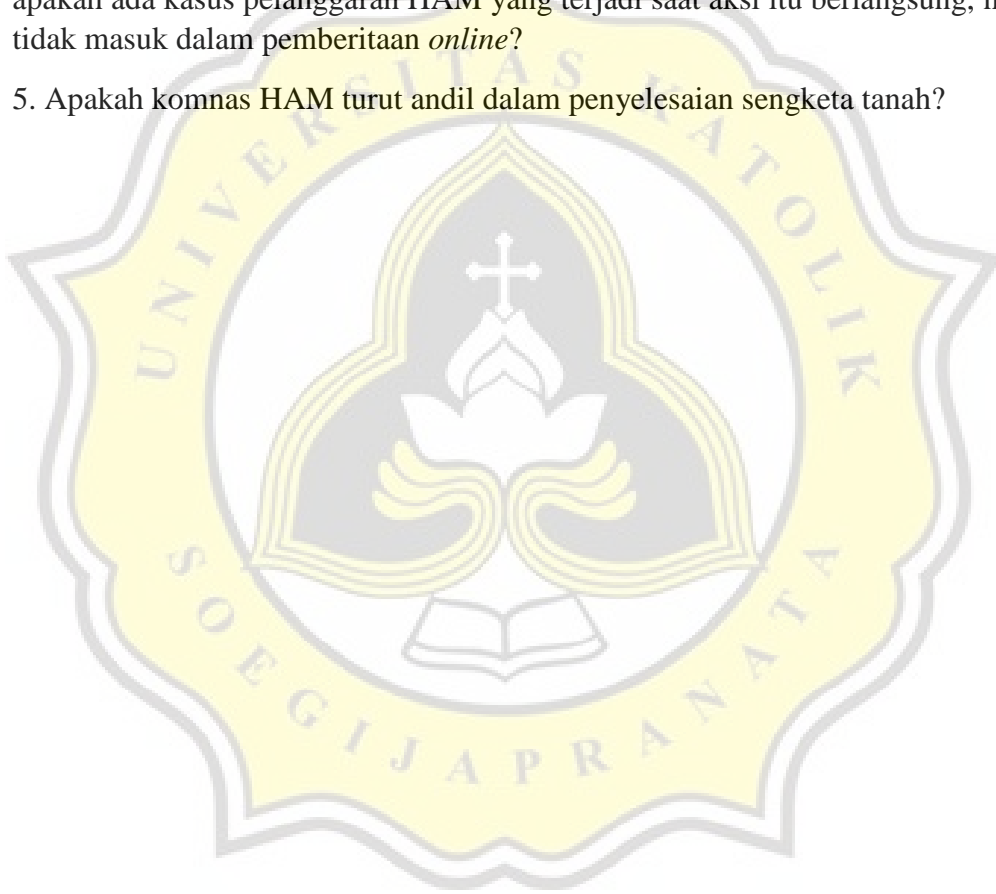 apakah ada kasus pelanggaran HAM yang terjadi saat aksi itu berlangsung,
tidak masuk dalam pemberitaan online?
5. Apakah komnas HAM turut andil dalam penyelesaian sengketa tanah?
UNIVERSITAS KATOLIK
SOEGIJAPRANATA